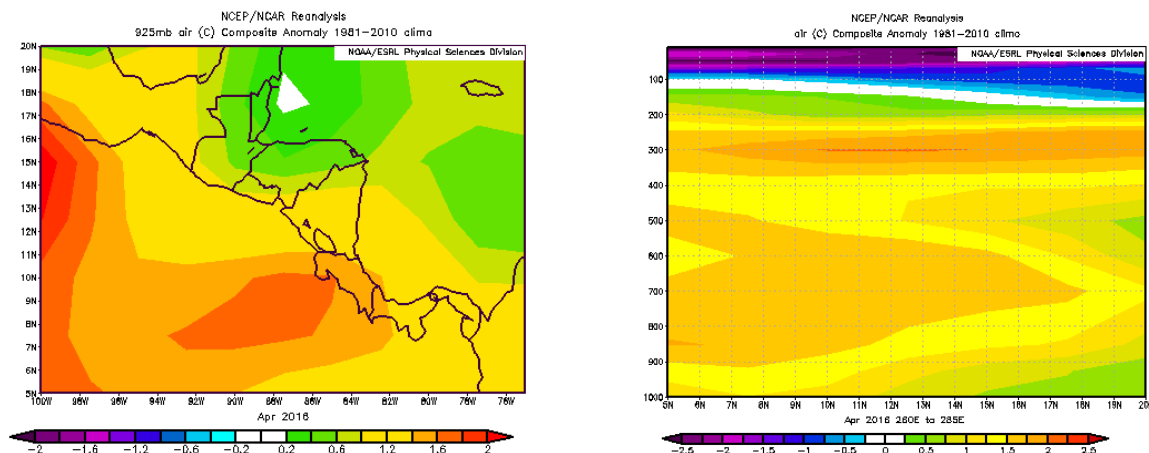 NCEP/NCAR Reanalysis
925mb air (C) Composite Anomaly 1981-2010 clima
NOAA/ESRL Physical Sciences Division
20N
19N
18N
17N
16N
15N
14N
13N
12N
11N
10N
9N
8N
7N
6N
5N
100W 98W 96W 94W 92W 90W 88W 86W 84W 82W 80W 78W 76W
Apr 2016
-2 -1.6 -1.2 -0.6 -0.2 0.2 0.6 1.2 1.6 2
NCEP/NCAR Reanalysis
air (C) Composite Anomaly 1981-2010 clima
NOAA/ESRL Physical Sciences Division
100
200
300
400
500
600
700
800
900
1000
5N 6N 7N 8N 9N 10N 11N 12N 13N 14N 15N 16N 17N 18N 19N 20
Apr 2016 260E to 285E
-2.5 -2 -1.5 -1 -0.5 0 0.5 1 1.5 2 2.5